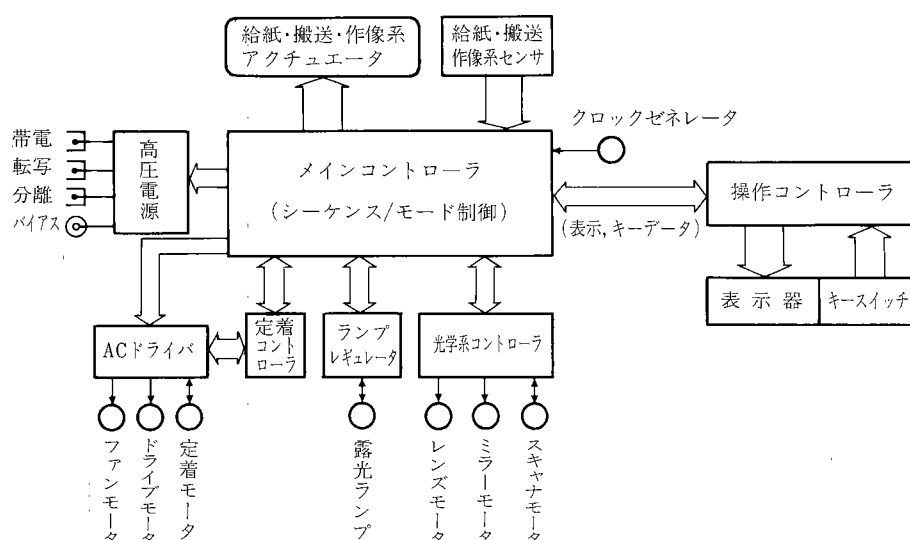 給紙・搬送・作像系
アクチュエータ
給紙・搬送
作像系センサ
クロックゼネレータ
帯電
転写
分離
バイアス
高圧電源
メインコントローラ
(シーケンス/モード制御)
操作コントローラ
(表示,キーデータ)
表示器
キースイッチ
ACドライバ
定着
コント
ローラ
ランプ
レギュレータ
光学系コントローラ
ファンモータ
ドライブモータ
定着モータ
露光ランプ
レンズモータ
ミラーモータ
スキャナモータ